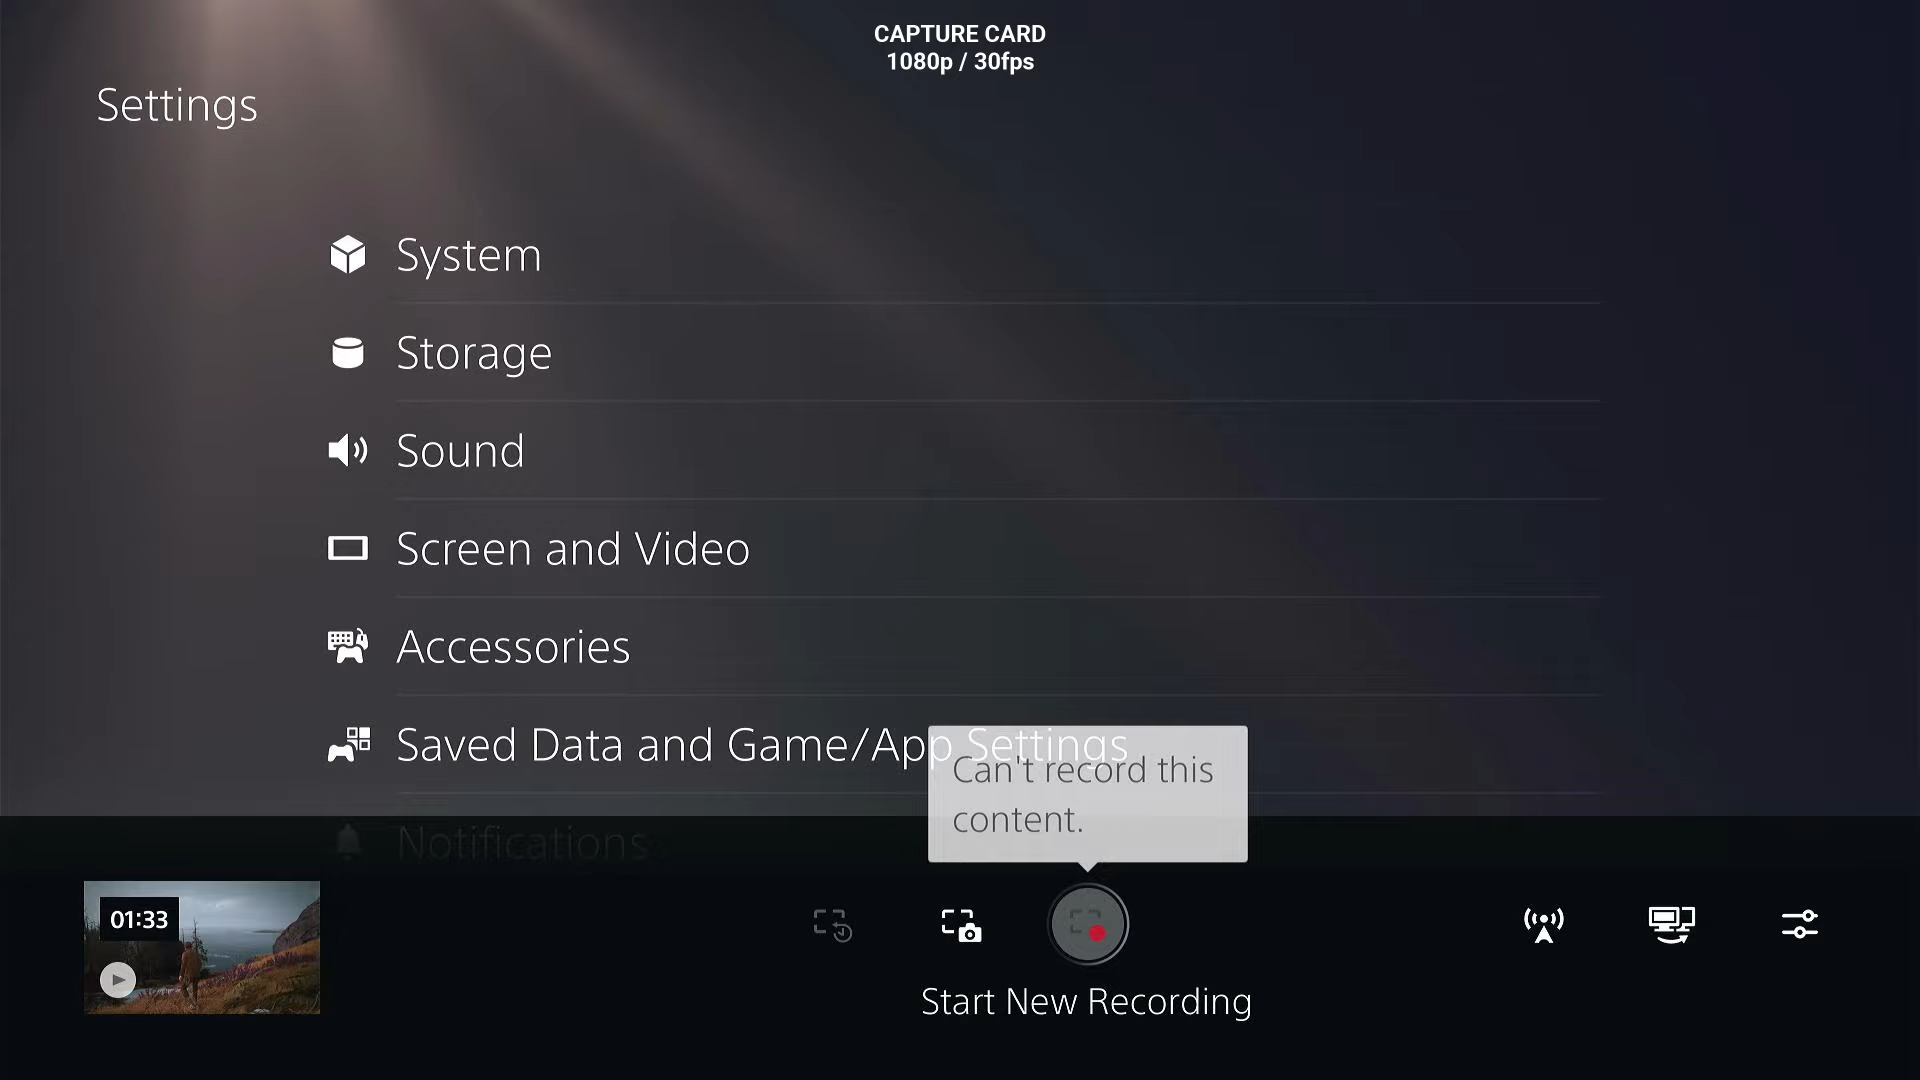 CAPTURE CARD
1080p / 30fps
Settings
System
Storage
Sound
Screen and Video
Accessories
Saved Data and Game/App Settings
Can't record this
content.
Notifications
01:33
Start New Recording